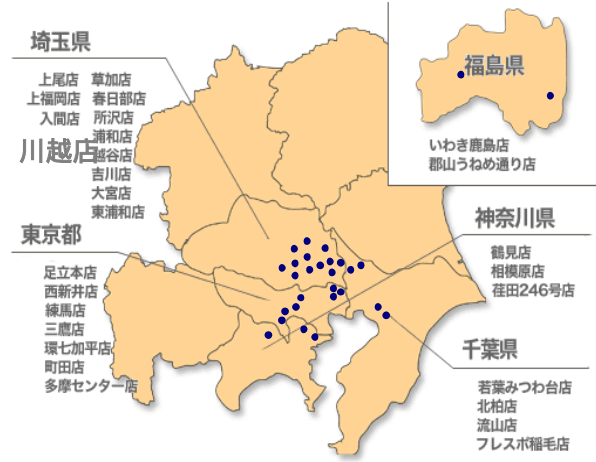 埼玉県
上尾店
上福岡店
入間店
川越店
草加店
春日部店
所沢店
浦和店
越谷店
吉川店
大宮店
東浦和店
福島県
いわき鹿島店
郡山うねめ通り店
東京都
足立本店
西新井店
練馬店
三鷹店
環七加平店
町田店
多摩センター店
神奈川県
鶴見店
相模原店
荏田246号店
千葉県
若葉みつわ台店
北柏店
流山店
フレスポ稲毛店